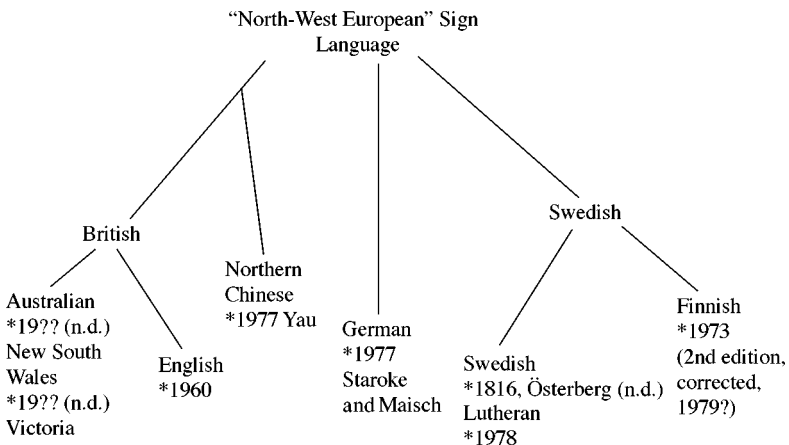 “North-West European” Sign
Language
British
Swedish
Northern
Chinese
*1977 Yau
Australian
*19?? (n.d.)
New South
Wales
*19?? (n.d.)
Victoria
English
*1960
German
*1977
Staroke
and Maisch
Swedish
*1816, Österberg (n.d.)
Lutheran
*1978
Finnish
*1973
(2nd edition,
corrected,
1979?)